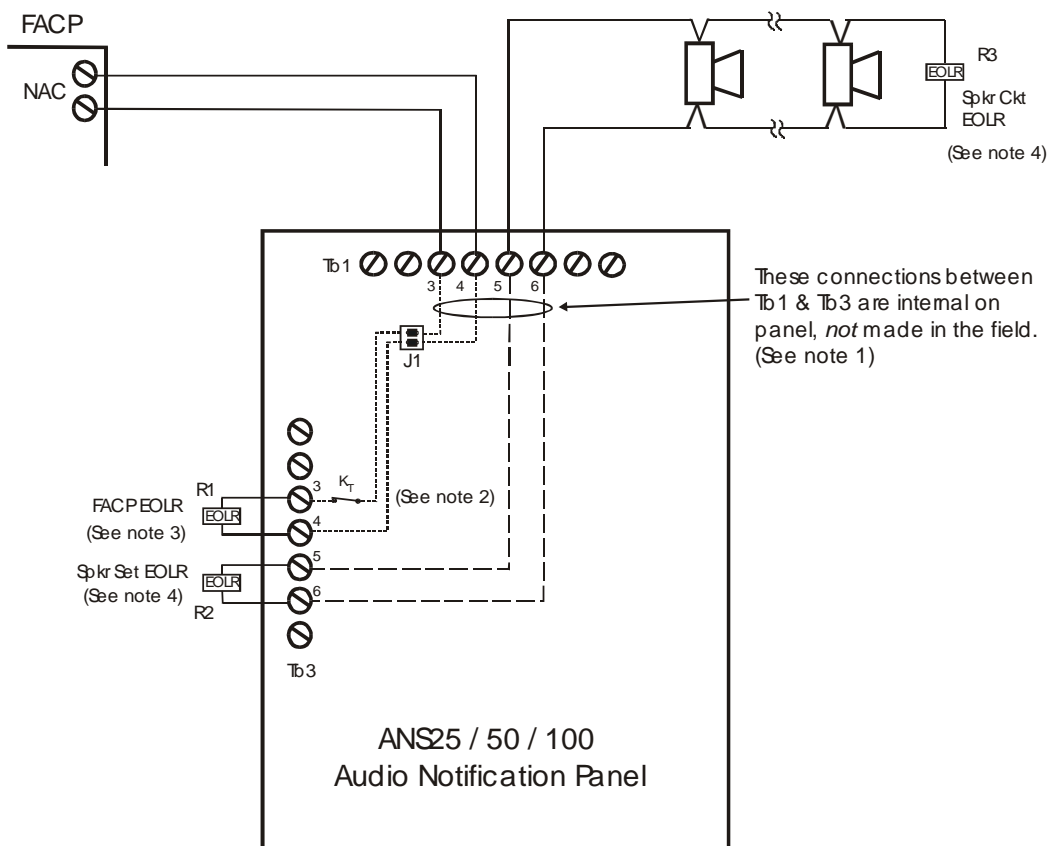 FACP
NAC
R3
EOLR
Spkr Ckt
EOLR
(See note 4)
Tb1
3
4
5
6
These connections between
Tb1 & Tb3 are internal on
panel, not made in the field.
(See note 1)
J1
R1
3
KT
(See note 2)
FACP EOLR
EOLR
(See note 3)
4
Spkr Set EOLR
5
EOLR
(See note 4)
6
R2
Tb3
ANS25 / 50 / 100
Audio Notification Panel